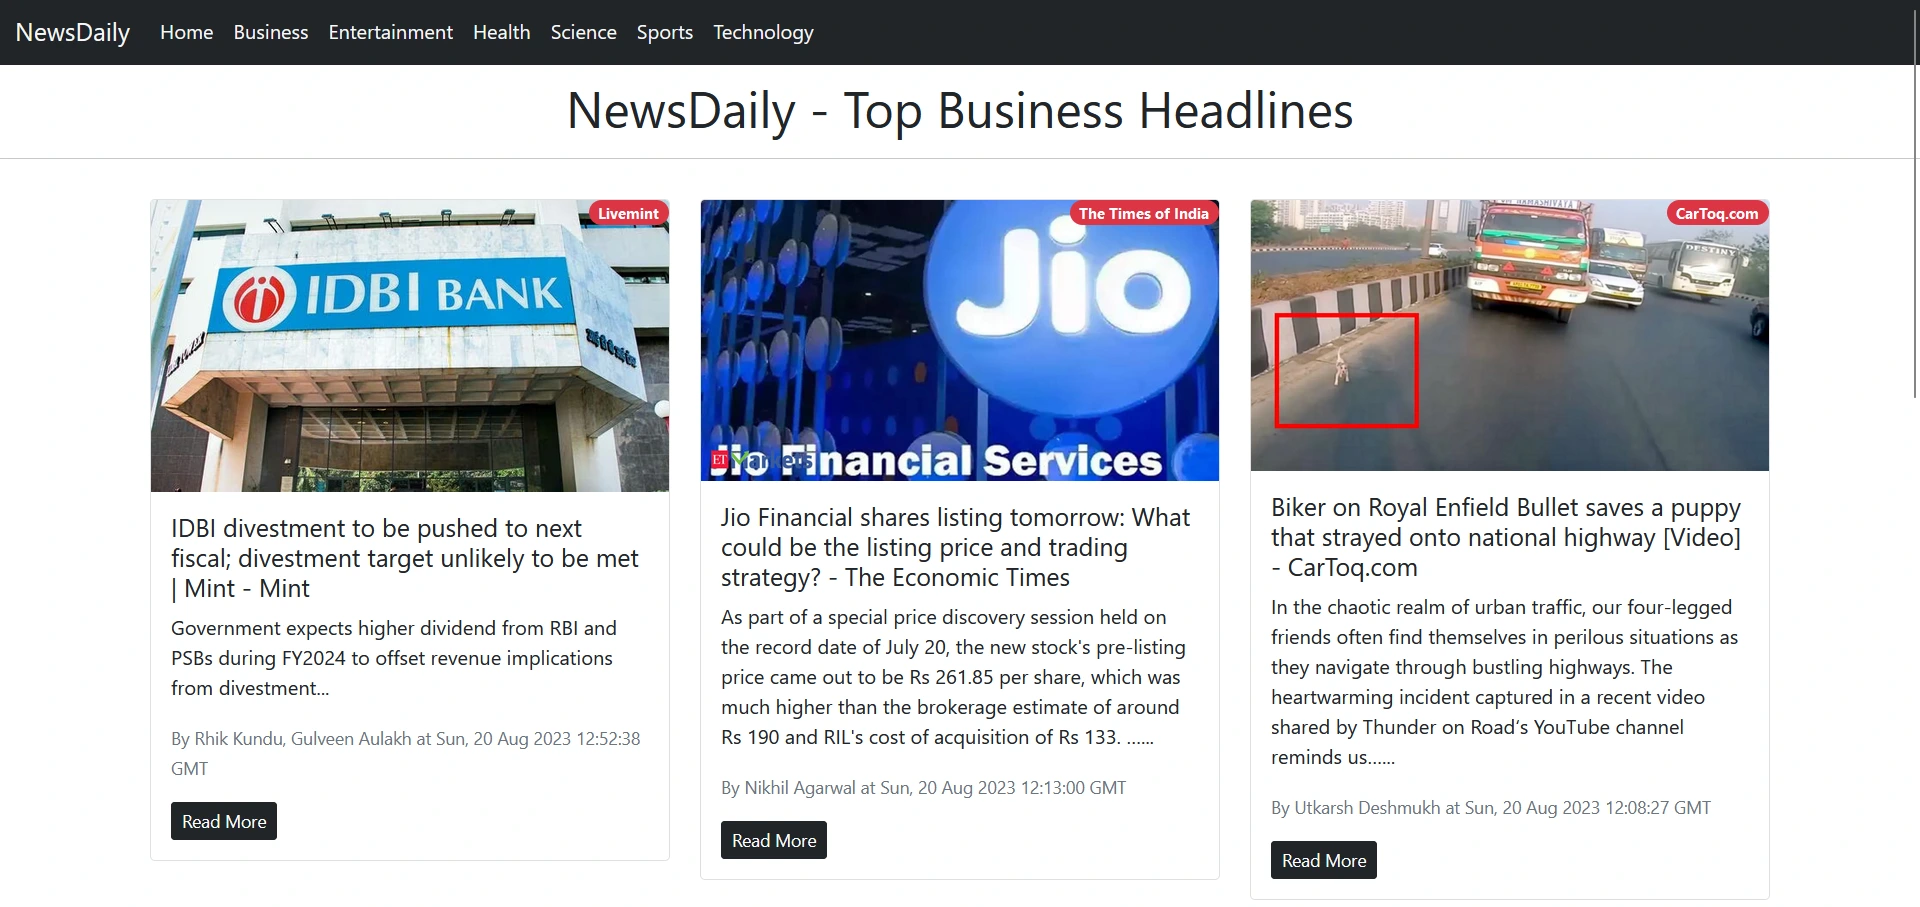 NewsDaily Home Business Entertainment Health Science Sports Technology
NewsDaily - Top Business Headlines
Livemint
IDBI BANK
IDBI divestment to be pushed to next
fiscal; divestment target unlikely to be met
| Mint - Mint
Government expects higher dividend from RBI and
PSBs during FY2024 to offset revenue implications
from divestment...
By Rhik Kundu, Gulveen Aulakh at Sun, 20 Aug 2023 12:52:38
GMT
Read More
The Times of India
Jio
Jio Financial Services
ET Markets
Jio Financial shares listing tomorrow: What
could be the listing price and trading
strategy? - The Economic Times
As part of a special price discovery session held on
the record date of July 20, the new stock's pre-listing
price came out to be Rs 261.85 per share, which was
much higher than the brokerage estimate of around
Rs 190 and RIL's cost of acquisition of Rs 133. ......
By Nikhil Agarwal at Sun, 20 Aug 2023 12:13:00 GMT
Read More
CarToq.com
DESTINY
Biker on Royal Enfield Bullet saves a puppy
that strayed onto national highway [Video]
- CarToq.com
In the chaotic realm of urban traffic, our four-legged
friends often find themselves in perilous situations as
they navigate through bustling highways. The
heartwarming incident captured in a recent video
shared by Thunder on Road‘s YouTube channel
reminds us......
By Utkarsh Deshmukh at Sun, 20 Aug 2023 12:08:27 GMT
Read More